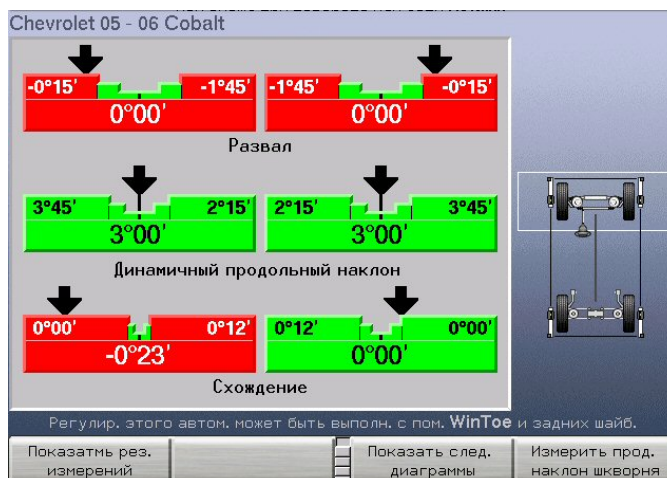 Chevrolet 05 - 06 Cobalt
-0°15' -1°45' -1°45' -0°15'
0°00' 0°00'
Развал
3°45' 2°15' 2°15' 3°45'
3°00' 3°00'
Динамичный продольный наклон
0°00' 0°12' 0°12' 0°00'
-0°23' 0°00'
Схождение
Регулир. этого автом. может быть выполн. с пом. WinToe и задних шайб.
Показатмь рез. Показать след. Измерить прод.
измерений диаграммы наклон шкворня